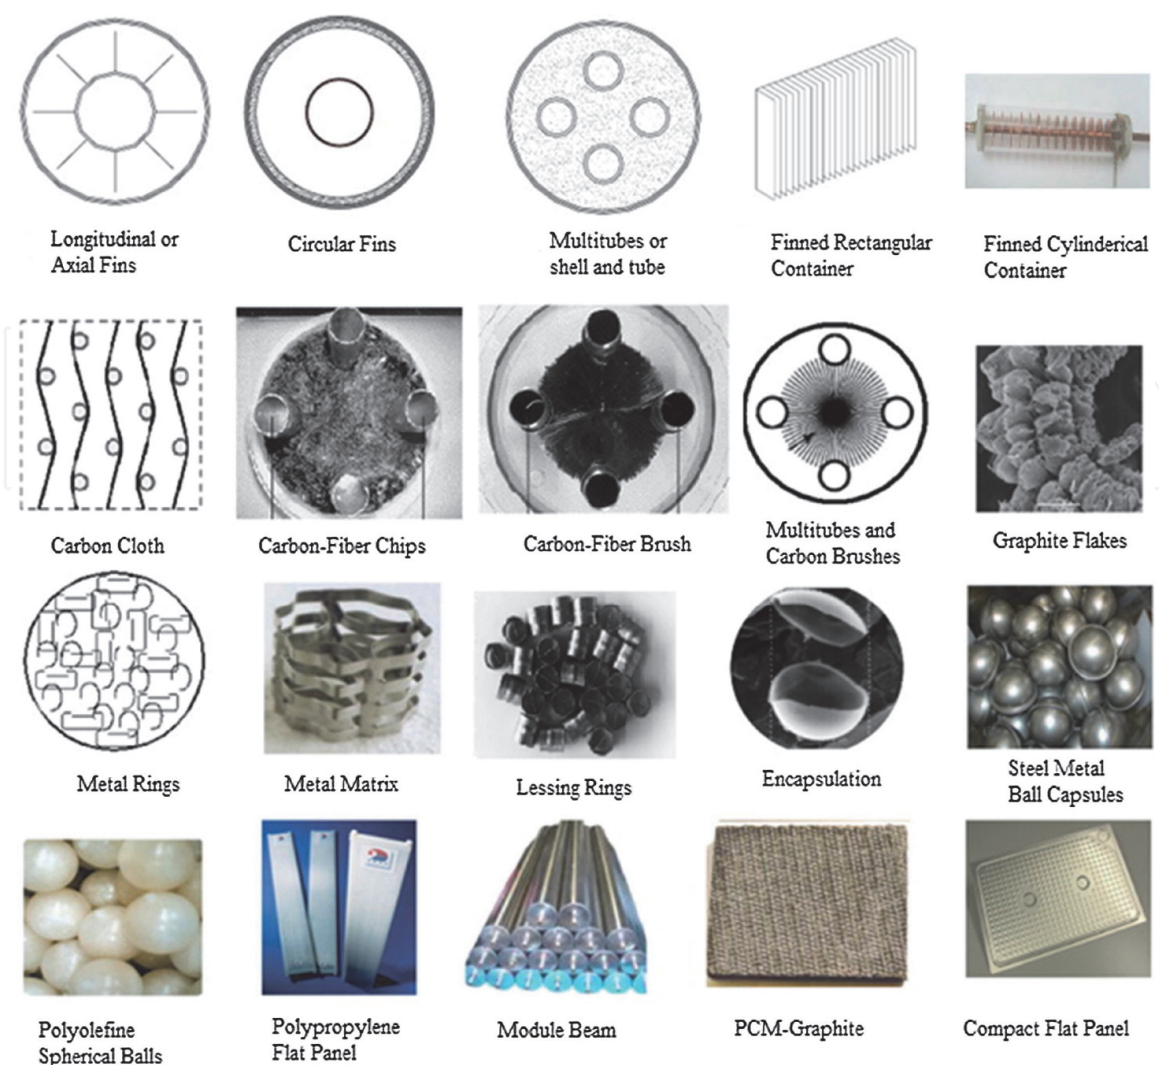 Longitudinal or
Axial Fins
Circular Fins
Multitubes or
shell and tube
Finned Rectangular
Container
Finned Cylinderical
Container
Carbon Cloth
Carbon-Fiber Chips
Carbon-Fiber Brush
Multitubes and
Carbon Brushes
Graphite Flakes
Metal Rings
Metal Matrix
Lessing Rings
Encapsulation
Steel Metal
Ball Capsules
Polyolefine
Spherical Balls
Polypropylene
Flat Panel
Module Beam
PCM-Graphite
Compact Flat Panel